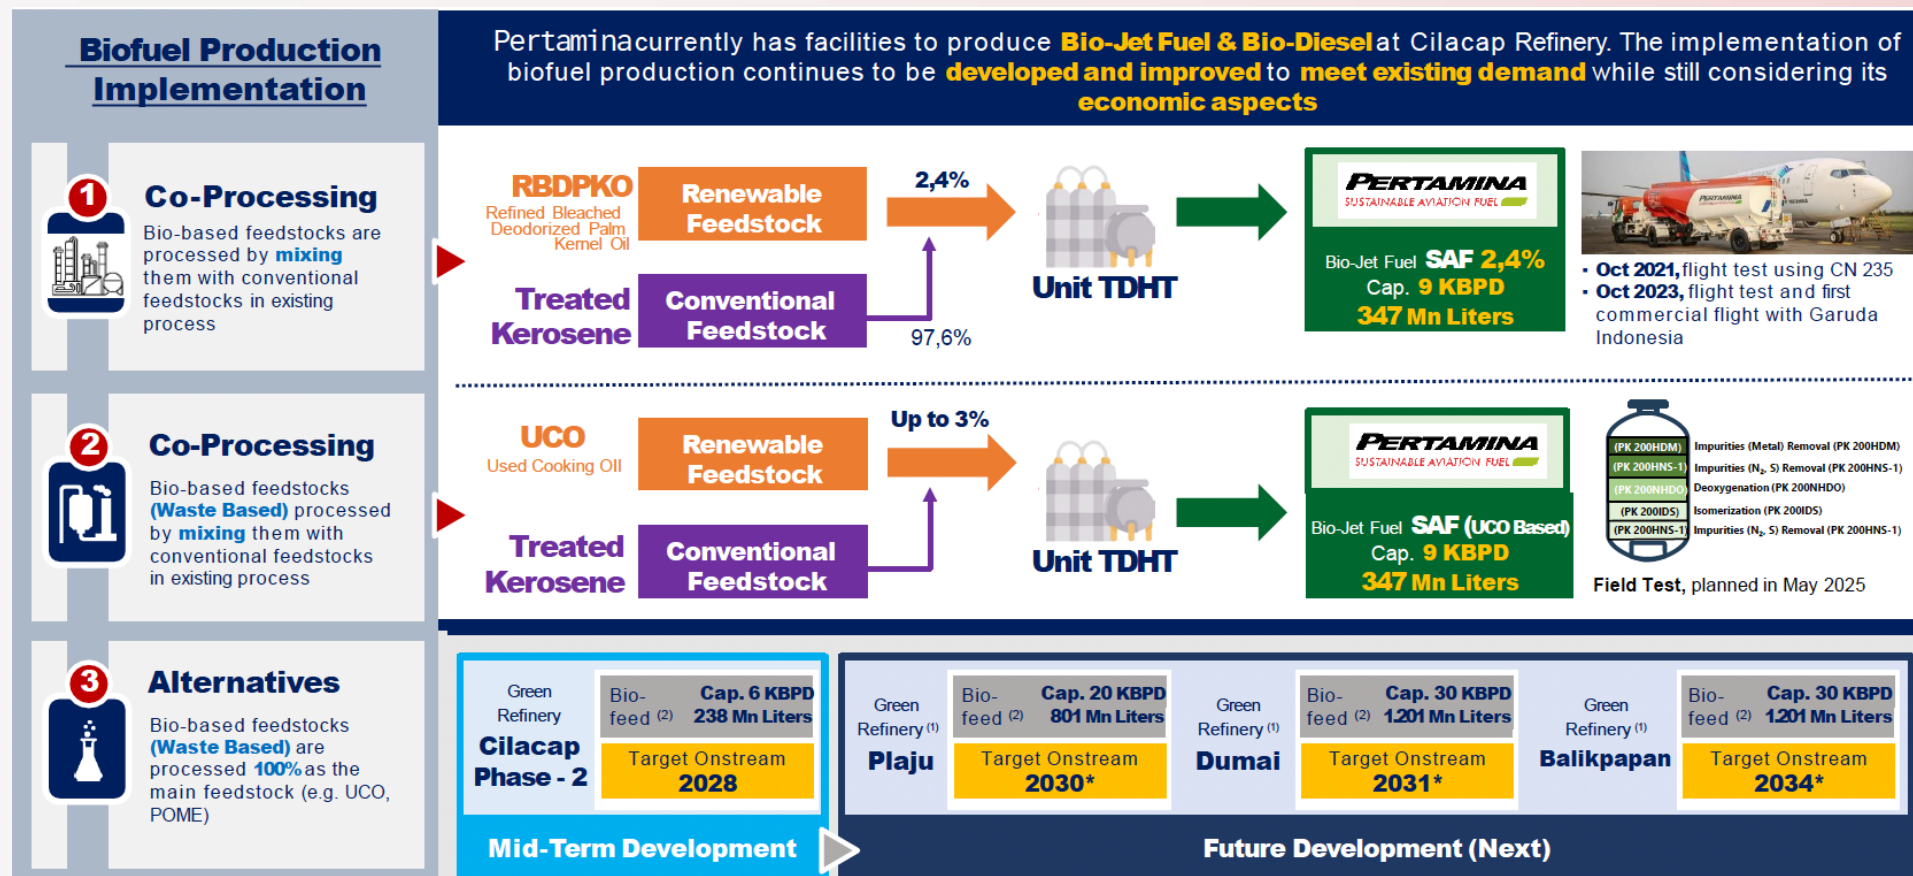 Biofuel Production
Implementation
Pertamina currently has facilities to produce Bio-Jet Fuel & Bio-Diesel at Cilacap Refinery. The implementation of
biofuel production continues to be developed and improved to meet existing demand while still considering its
economic aspects
1
Co-Processing
Bio-based feedstocks are
processed by mixing
them with conventional
feedstocks in existing
process
RBDPKO
Refined Bleached
Deodorized Palm
Kernel Oil
Renewable
Feedstock
2,4%
Treated
Kerosene
Conventional
Feedstock
97,6%
Unit TDHT
PERTAMINA
SUSTAINABLE AVIATION FUEL
Bio-Jet Fuel SAF 2,4%
Cap. 9 KBPD
347 Mn Liters
PERTAMINA
▪ Oct 2021, flight test using CN 235
▪ Oct 2023, flight test and first
commercial flight with Garuda
Indonesia
2
Co-Processing
Bio-based feedstocks
(Waste Based) processed
by mixing them with
conventional feedstocks
in existing process
UCO
Used Cooking OIl
Renewable
Feedstock
Up to 3%
Treated
Kerosene
Conventional
Feedstock
Unit TDHT
PERTAMINA
SUSTAINABLE AVIATION FUEL
Bio-Jet Fuel SAF (UCO Based)
Cap. 9 KBPD
347 Mn Liters
(PK 200HDM) Impurities (Metal) Removal (PK 200HDM)
(PK 200HNS-1) Impurities (N₂, S) Removal (PK 200HNS-1)
(PK 200NHDO) Deoxygenation (PK 200NHDO)
(PK 200IDS) Isomerization (PK 200IDS)
(PK 200HNS-1) Impurities (N₂, S) Removal (PK 200HNS-1)
Field Test, planned in May 2025
3
Alternatives
Bio-based feedstocks
(Waste Based) are
processed 100% as the
main feedstock (e.g. UCO,
POME)
Green
Refinery
Cilacap
Phase - 2
Bio-
feed (2)
Cap. 6 KBPD
238 Mn Liters
Target Onstream
2028
Mid-Term Development
Green
Refinery (1)
Plaju
Bio-
feed (2)
Cap. 20 KBPD
801 Mn Liters
Target Onstream
2030*
Green
Refinery (1)
Dumai
Bio-
feed (2)
Cap. 30 KBPD
1.201 Mn Liters
Target Onstream
2031*
Green
Refinery (1)
Balikpapan
Bio-
feed (2)
Cap. 30 KBPD
1.201 Mn Liters
Target Onstream
2034*
Future Development (Next)